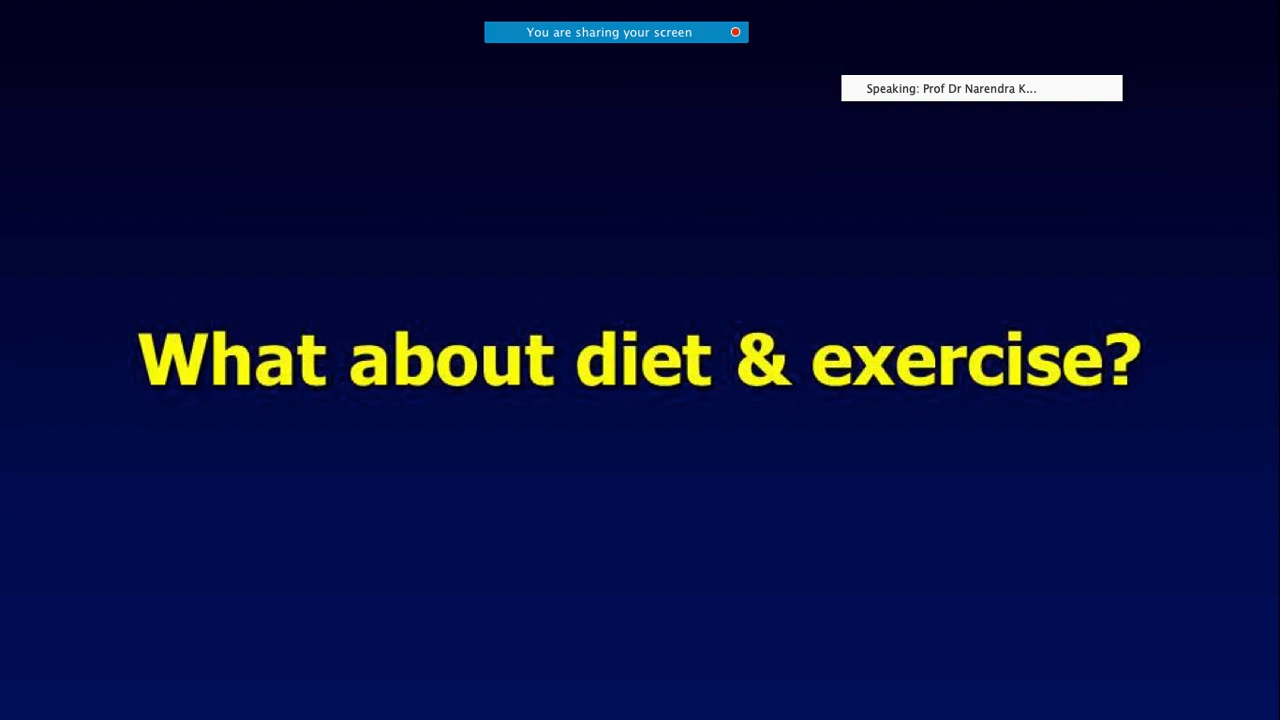 You are sharing your screen
Speaking: Prof Dr Narendra K...
What about diet & exercise?